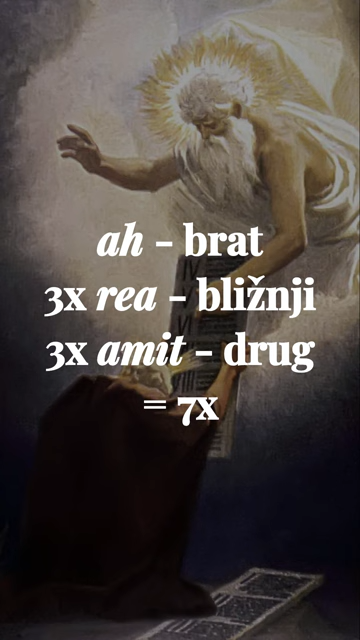 ah - brat
3x rea - bližnji
3x amit - drug
= 7x